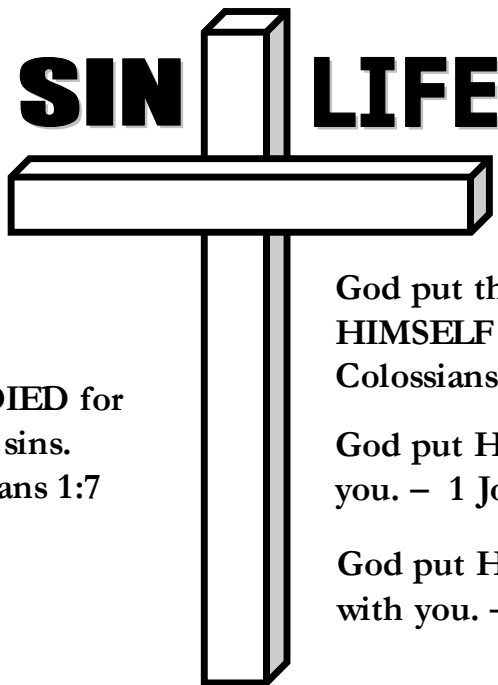 SIN LIFE
God put th
HIMSELF
Colossians
DIED for
sins.
ans 1:7
God put H
you. – 1 Jo
God put H
with you. –